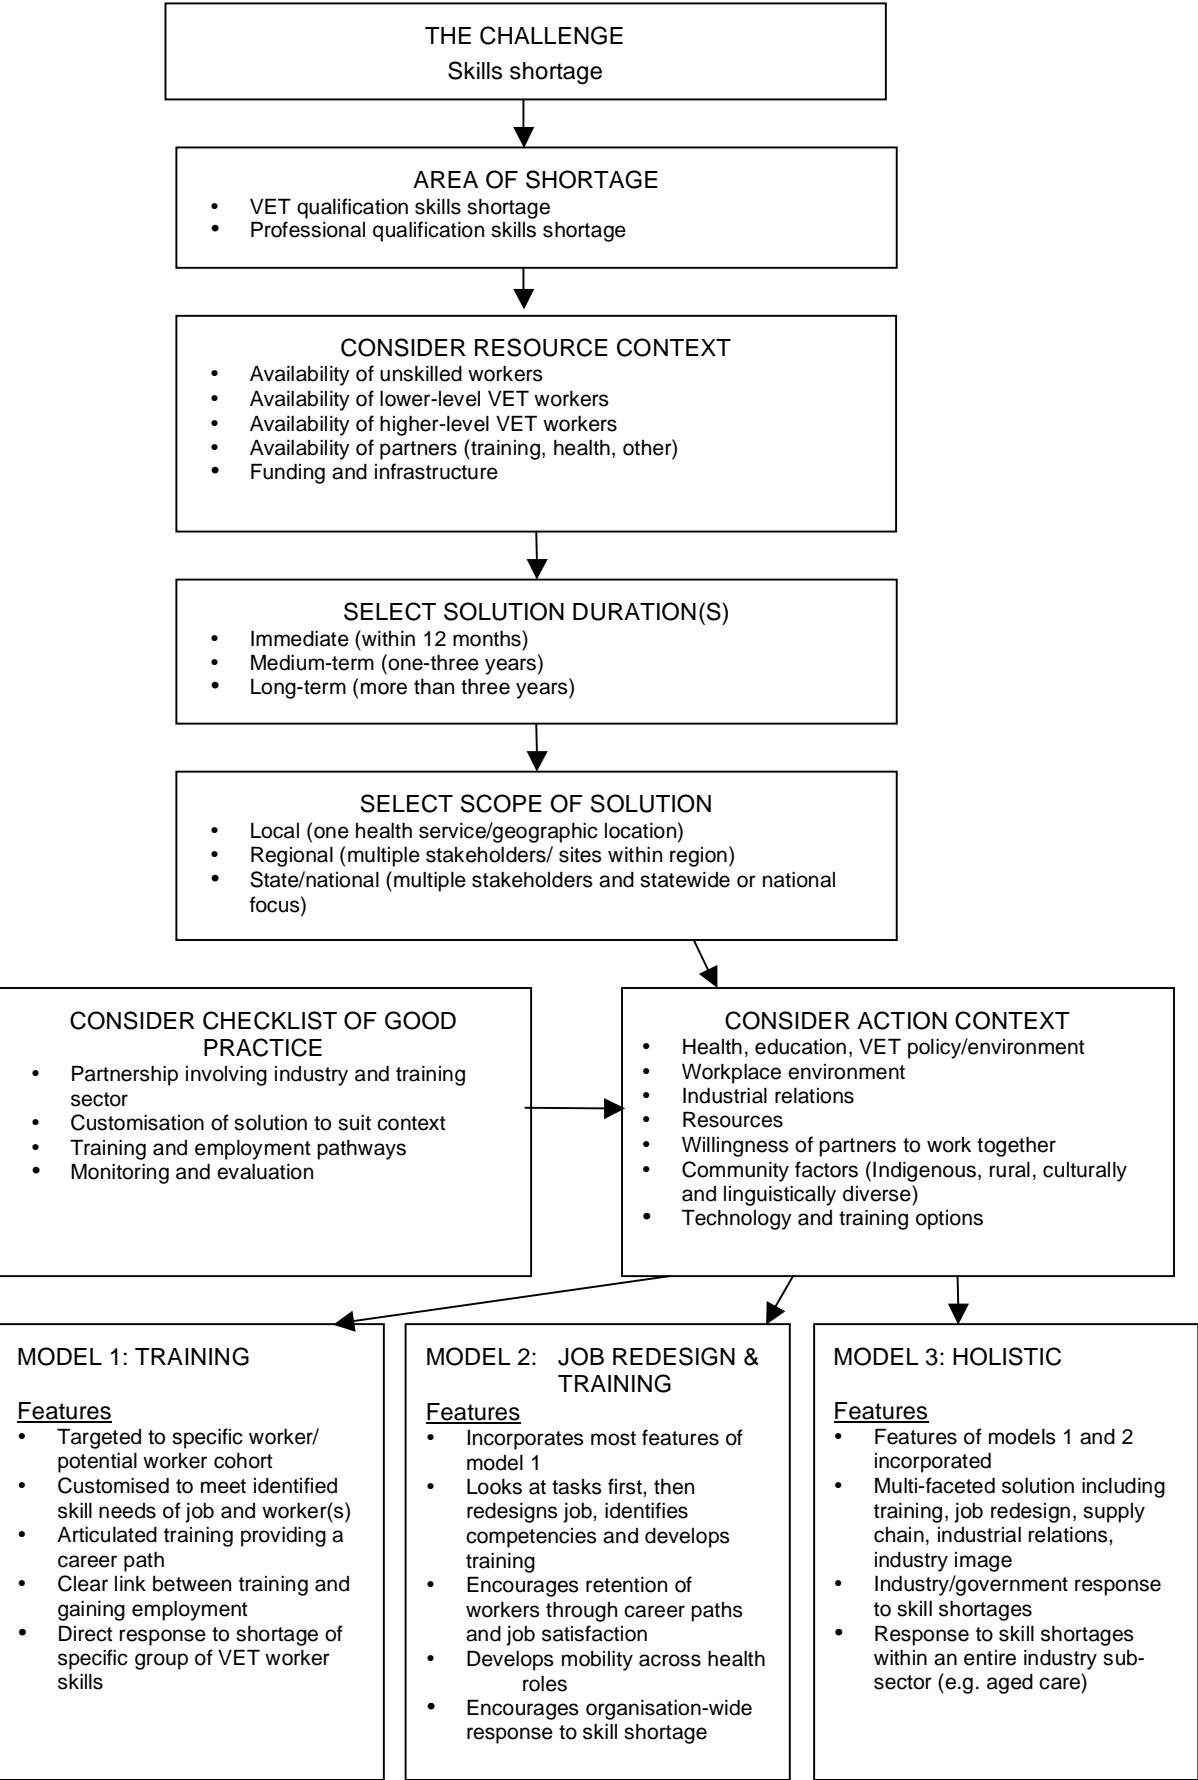 THE CHALLENGE
Skills shortage
AREA OF SHORTAGE
• VET qualification skills shortage
• Professional qualification skills shortage
CONSIDER RESOURCE CONTEXT
• Availability of unskilled workers
• Availability of lower-level VET workers
• Availability of higher-level VET workers
• Availability of partners (training, health, other)
• Funding and infrastructure
SELECT SOLUTION DURATION(S)
• Immediate (within 12 months)
• Medium-term (one-three years)
• Long-term (more than three years)
SELECT SCOPE OF SOLUTION
• Local (one health service/geographic location)
• Regional (multiple stakeholders/ sites within region)
• State/national (multiple stakeholders and statewide or national
focus)
CONSIDER CHECKLIST OF GOOD
PRACTICE
• Partnership involving industry and training
sector
• Customisation of solution to suit context
• Training and employment pathways
• Monitoring and evaluation
CONSIDER ACTION CONTEXT
• Health, education, VET policy/environment
• Workplace environment
• Industrial relations
• Resources
• Willingness of partners to work together
• Community factors (Indigenous, rural, culturally
and linguistically diverse)
• Technology and training options
MODEL 1: TRAINING
Features
• Targeted to specific worker/
potential worker cohort
• Customised to meet identified
skill needs of job and worker(s)
• Articulated training providing a
career path
• Clear link between training and
gaining employment
• Direct response to shortage of
specific group of VET worker
skills
MODEL 2: JOB REDESIGN &
TRAINING
Features
• Incorporates most features of
model 1
• Looks at tasks first, then
redesigns job, identifies
competencies and develops
training
• Encourages retention of
workers through career paths
and job satisfaction
• Develops mobility across health
roles
• Encourages organisation-wide
response to skill shortage
MODEL 3: HOLISTIC
Features
• Features of models 1 and 2
incorporated
• Multi-faceted solution including
training, job redesign, supply
chain, industrial relations,
industry image
• Industry/government response
to skill shortages
• Response to skill shortages
within an entire industry sub-
sector (e.g. aged care)